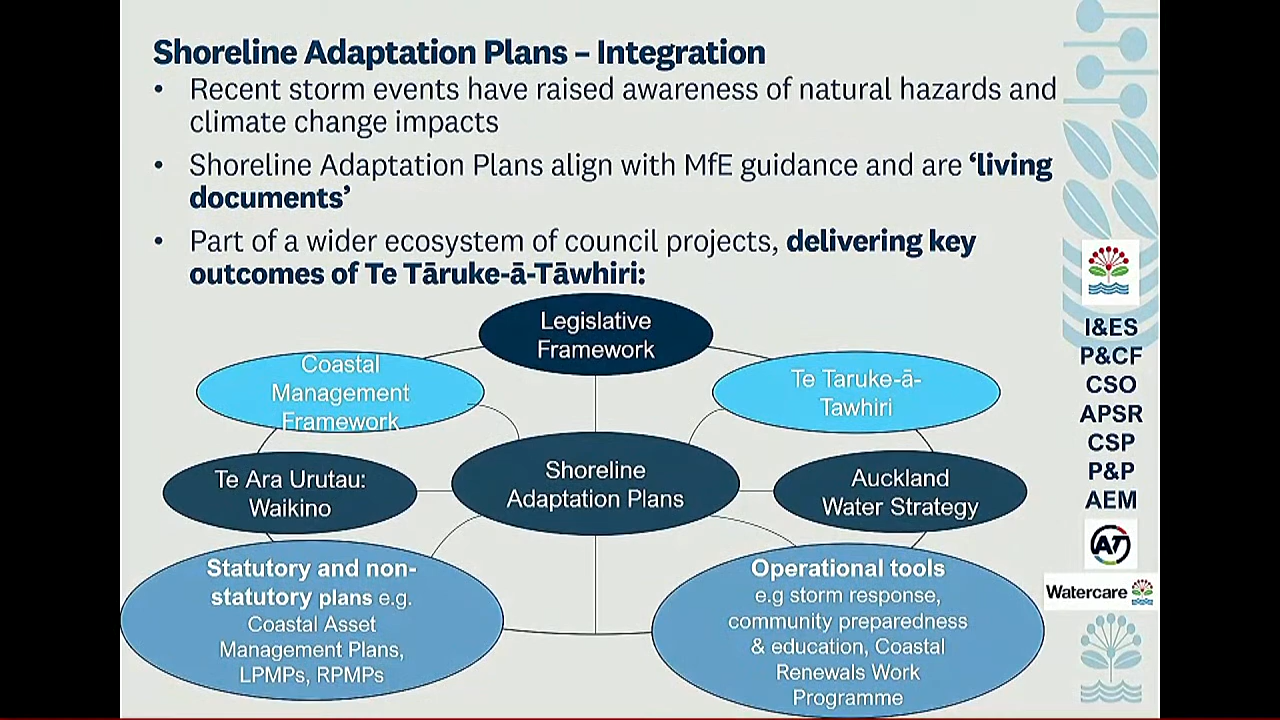 Shoreline Adaptation Plans – Integration
• Recent storm events have raised awareness of natural hazards and
climate change impacts
• Shoreline Adaptation Plans align with MfE guidance and are ‘living
documents’
• Part of a wider ecosystem of council projects, delivering key
outcomes of Te Tāruke-ā-Tāwhiri:
Legislative
Framework
Coastal
Management
Framework
Te Taruke-ā-
Tawhiri
Te Ara Urutau:
Waikino
Shoreline
Adaptation Plans
Auckland
Water Strategy
Statutory and non-
statutory plans e.g.
Coastal Asset
Management Plans,
LPMPs, RPMPs
Operational tools
e.g storm response,
community preparedness
& education, Coastal
Renewals Work
Programme
I&ES
P&CF
CSO
APSR
CSP
P&P
AEM
AT
Watercare